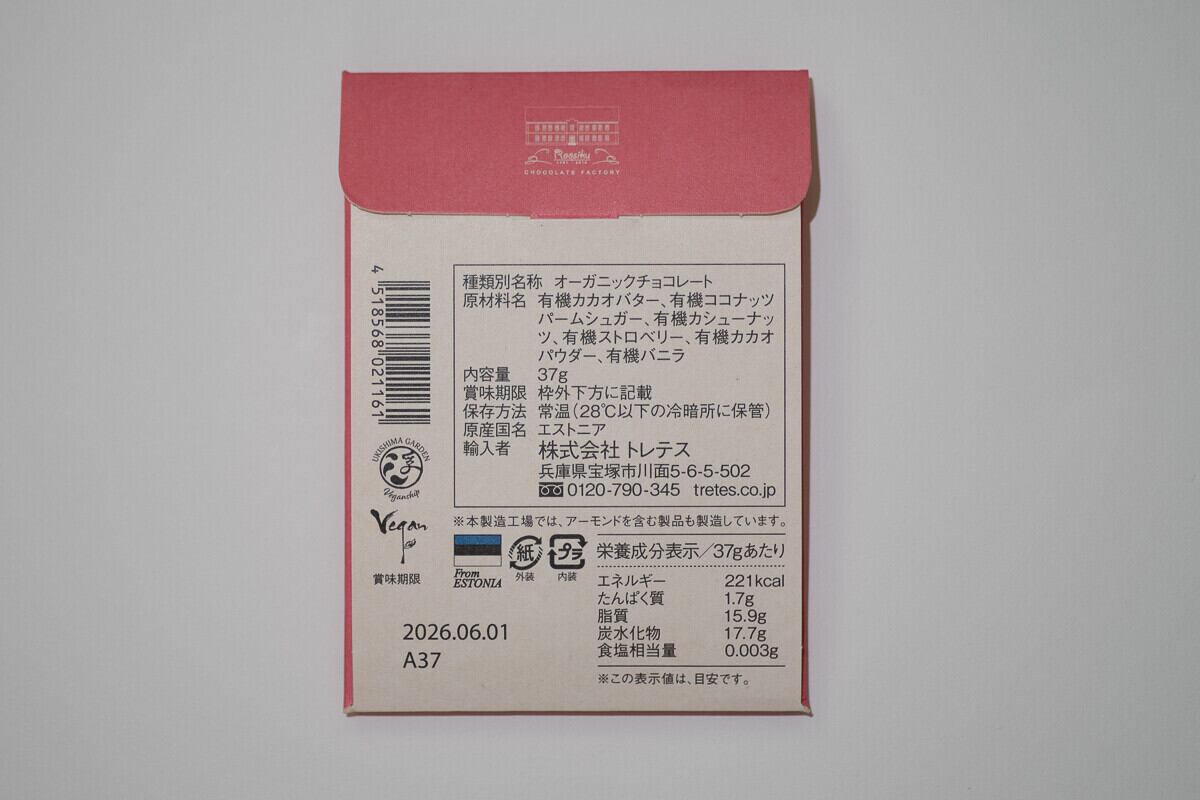 Roosiku
CHOCOLATE FACTORY
4 518568 021161
種類別名称 オーガニックチョコレート
原材料名 有機カカオバター、有機ココナッツ
パームシュガー、有機カシューナッ
ツ、有機ストロベリー、有機カカオ
パウダー、有機バニラ
内容量 37g
賞味期限 枠外下方に記載
保存方法 常温(28℃以下の冷暗所に保管)
原産国名 エストニア
輸入者 株式会社 トレテス
兵庫県宝塚市川面5-6-5-502
0120-790-345 tretes.co.jp
UKISHIMA GARDEN
浮
Veganship
Vegan
※本製造工場では、アーモンドを含む製品も製造しています。
From
ESTONIA
紙
外装
プラ
内装
賞味期限
2026.06.01
A37
栄養成分表示/37gあたり
エネルギー 221kcal
たんぱく質 1.7g
脂質 15.9g
炭水化物 17.7g
食塩相当量 0.003g
※この表示値は、目安です。